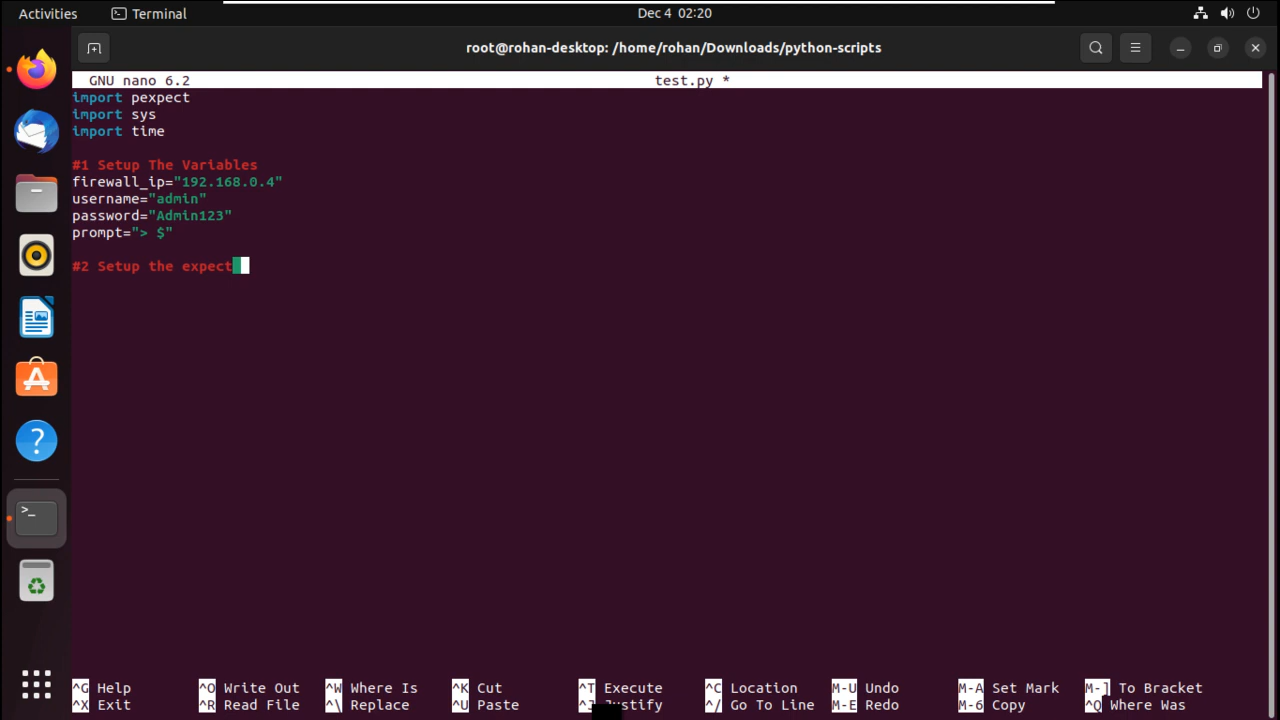 Activities Terminal Dec 4 02:20
root@rohan-desktop: /home/rohan/Downloads/python-scripts
GNU nano 6.2 test.py *
import pexpect
import sys
import time
#1 Setup The Variables
firewall_ip="192.168.0.4"
username="admin"
password="Admin123"
prompt="> $"
#2 Setup the expect
^G Help ^O Write Out ^W Where Is ^K Cut ^T Execute ^C Location M-U Undo M-A Set Mark M-] To Bracket
^X Exit ^R Read File ^\ Replace ^U Paste ^J Justify ^/ Go To Line M-E Redo M-6 Copy ^Q Where Was